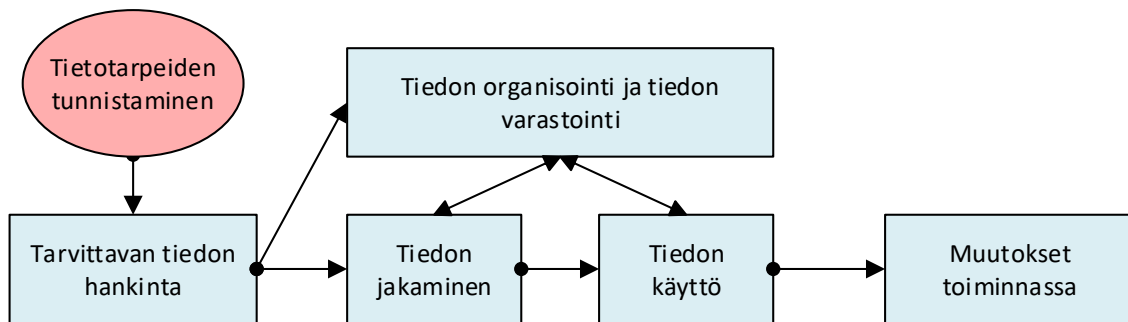 Tietotarpeiden
tunnistaminen
Tiedon organisointi ja tiedon
varastointi
Tarvittavan tiedon
hankinta
Tiedon
jakaminen
Tiedon
käyttö
Muutokset
toiminnassa